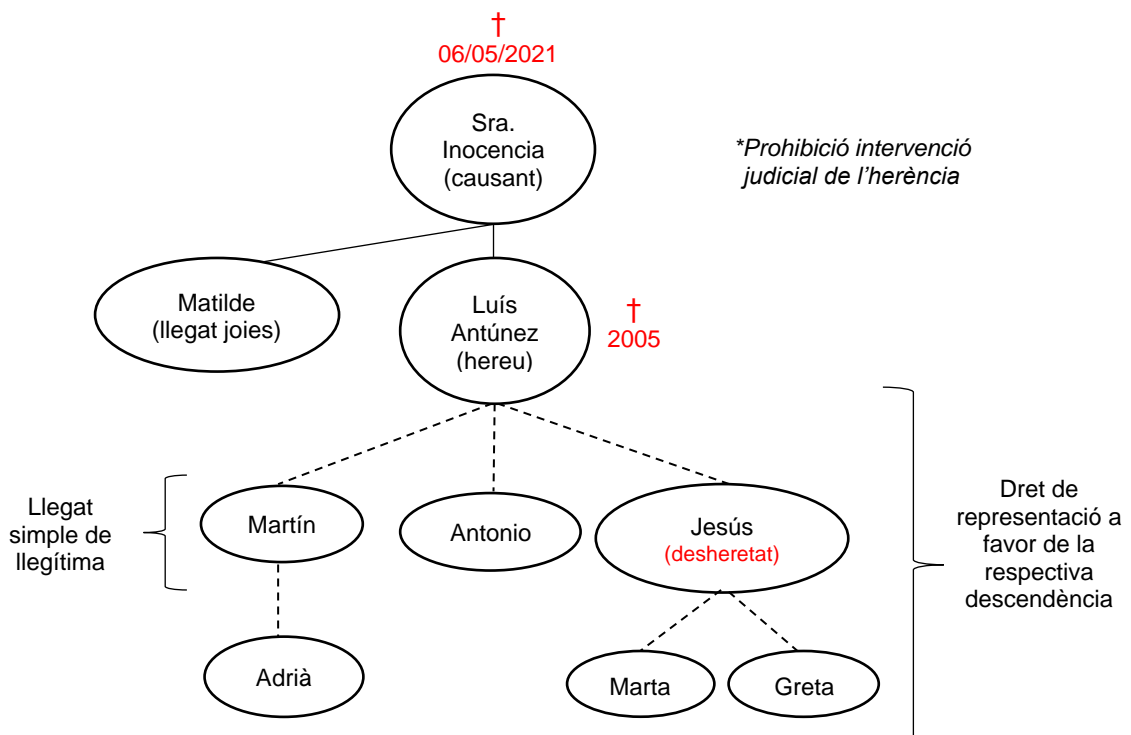 †
06/05/2021
Sra.
Inocencia
(causant)
*Prohibició intervenció
judicial de l’herència
Matilde
(llegat joies)
Luís
Antúnez
(hereu)
†
2005
Llegat
simple de
llegítima
Martín
Antonio
Jesús
(desheretat)
Dret de
representació a
favor de la
respectiva
descendència
Adrià
Marta
Greta